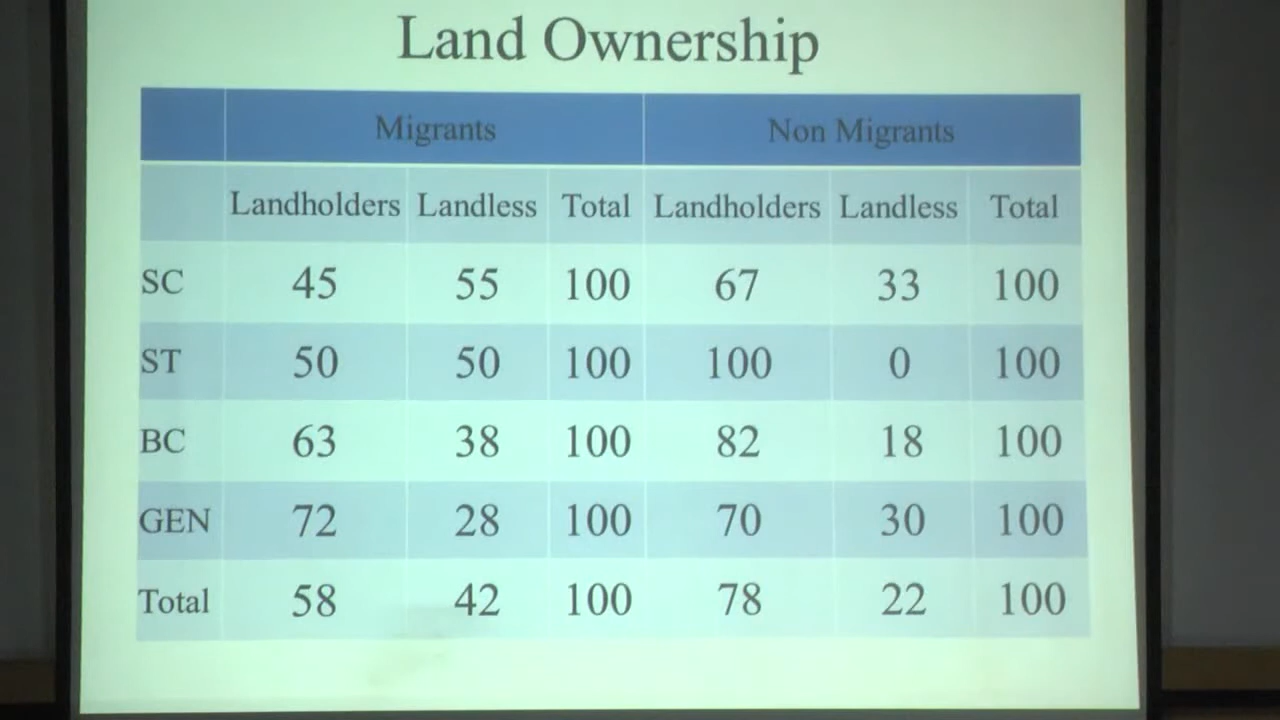 Land Ownership
Migrants Non Migrants
Landholders Landless Total Landholders Landless Total
SC 45 55 100 67 33 100
ST 50 50 100 100 0 100
BC 63 38 100 82 18 100
GEN 72 28 100 70 30 100
Total 58 42 100 78 22 100